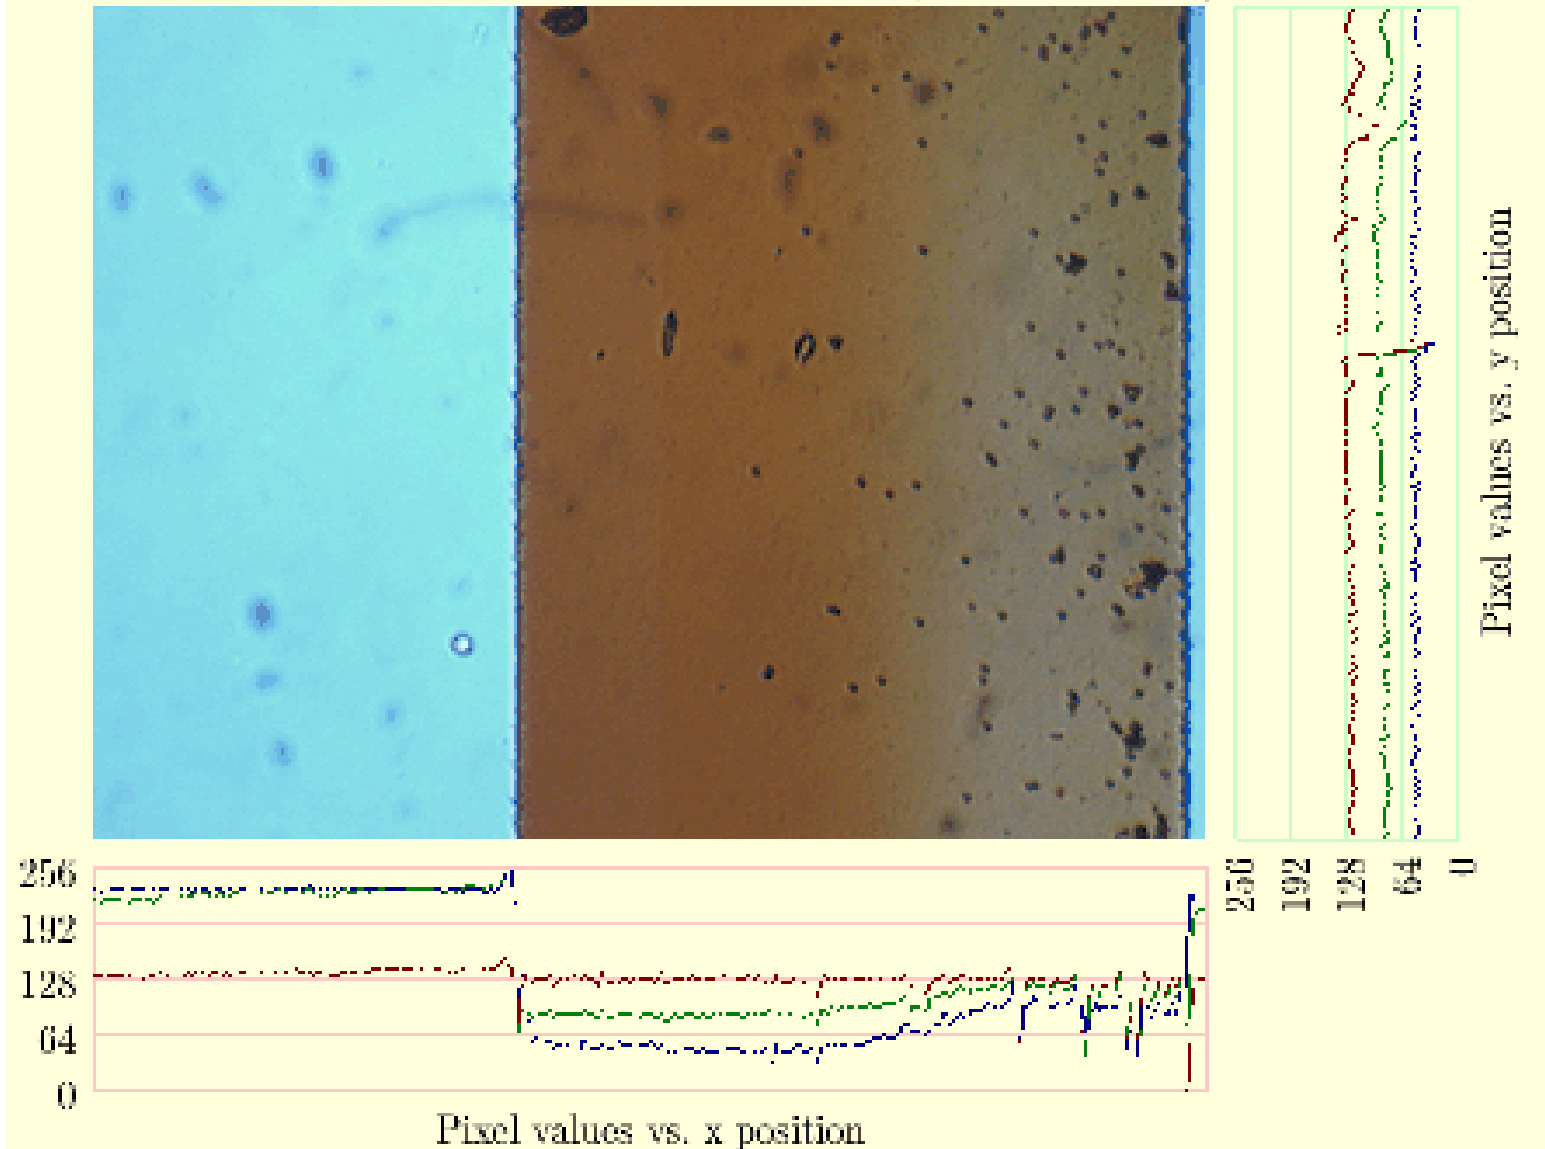 Pixel values vs. y position
256
192
128
64
0
256 192 128 64 0
Pixel values vs. x position